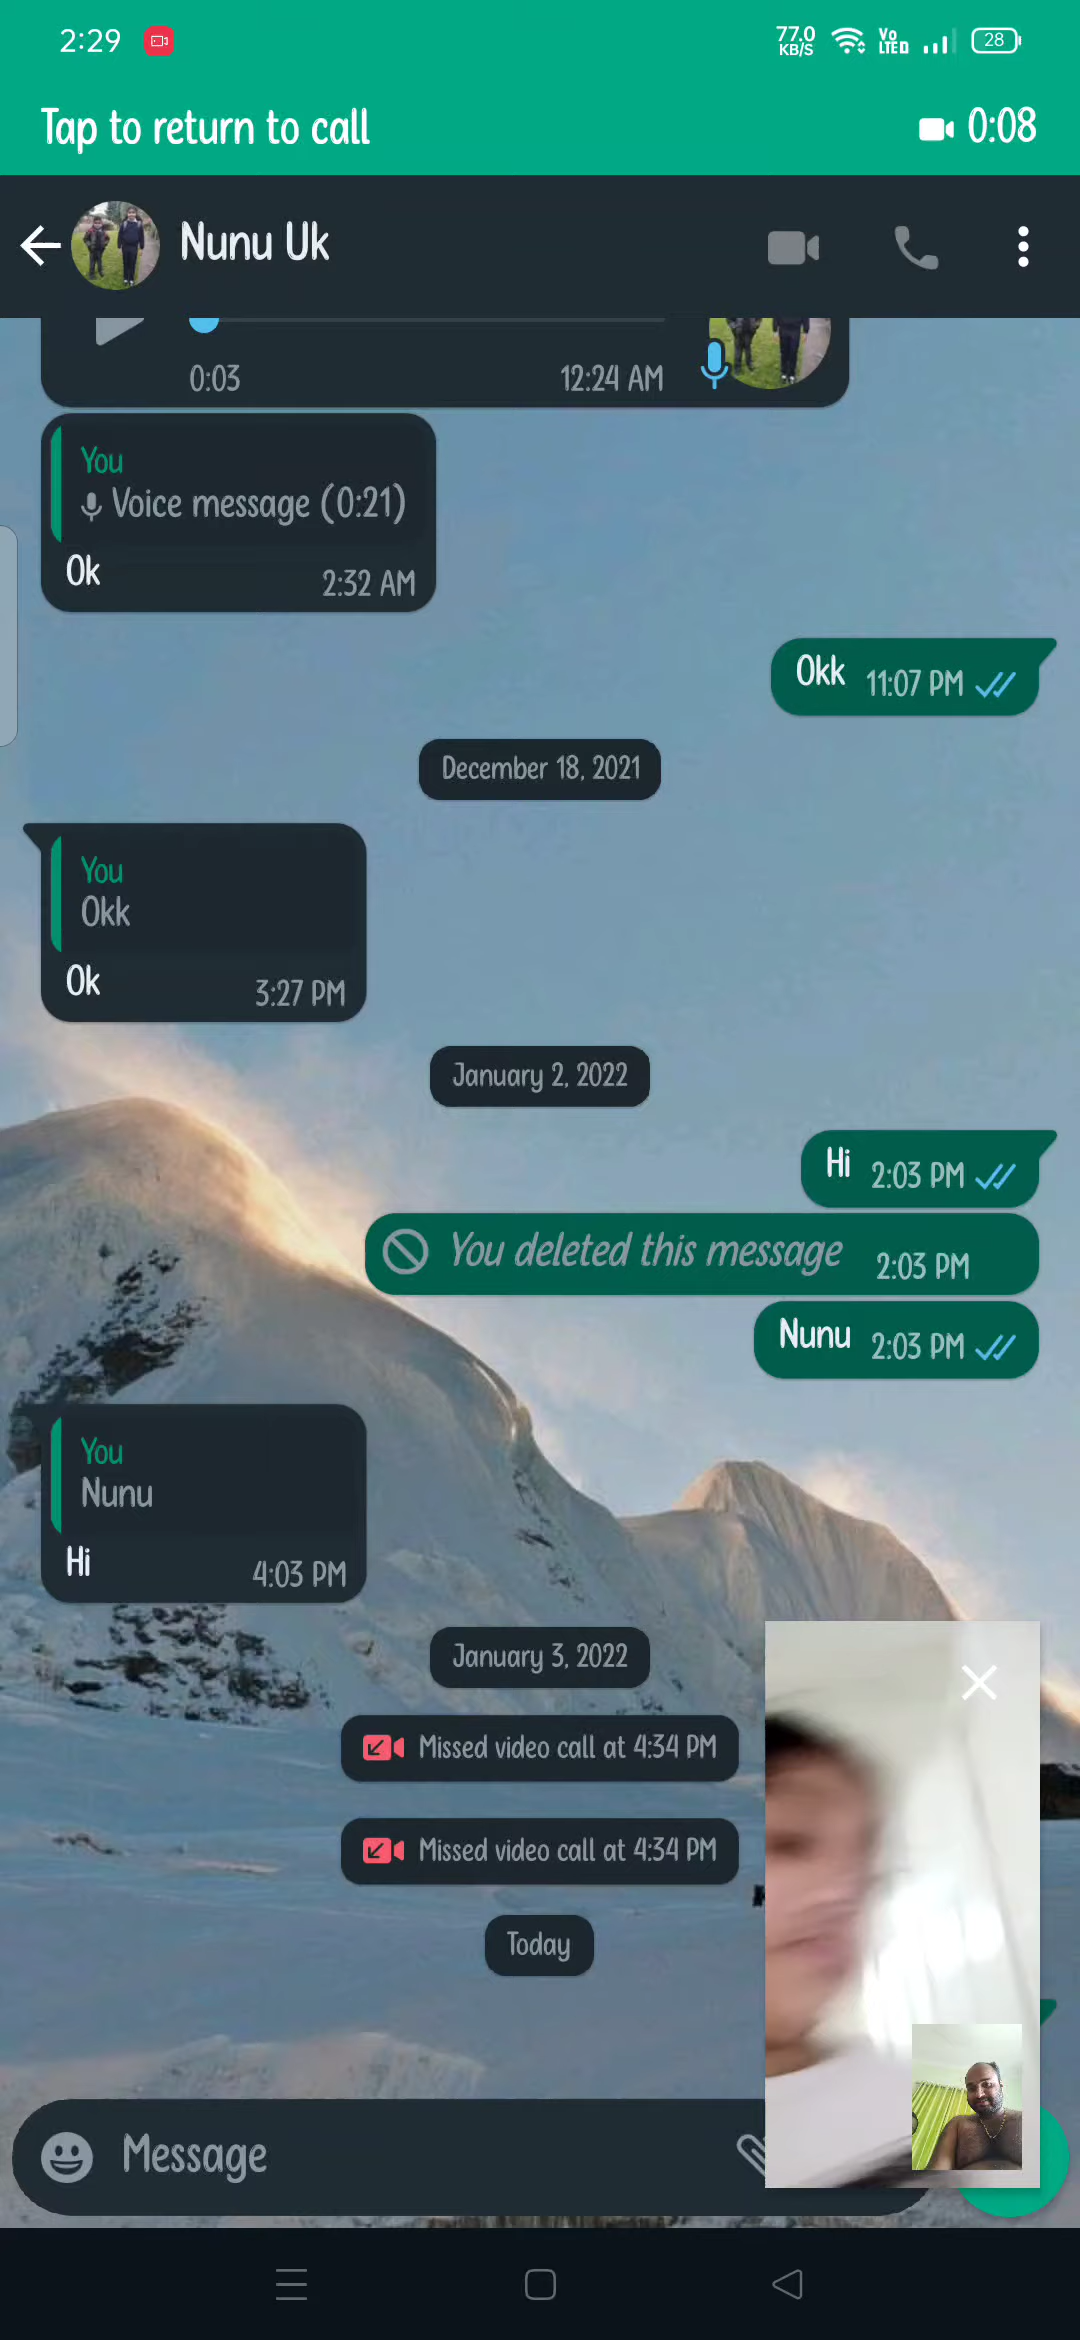 2:29
77.0
KB/S
Vo
LTED
28
Tap to return to call
0:08
Nunu Uk
0:03
12:24 AM
You
Voice message (0:21)
Ok
2:32 AM
Okk 11:07 PM
December 18, 2021
You
Okk
Ok
3:27 PM
January 2, 2022
Hi 2:03 PM
You deleted this message 2:03 PM
Nunu 2:03 PM
You
Nunu
Hi
4:03 PM
January 3, 2022
Missed video call at 4:34 PM
Missed video call at 4:34 PM
Today
Message